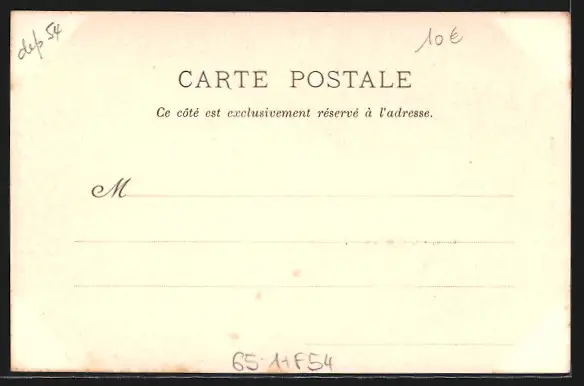 dep 54
10€
CARTE POSTALE
Ce côté est exclusivement réservé à l'adresse.
M
65-1+F54